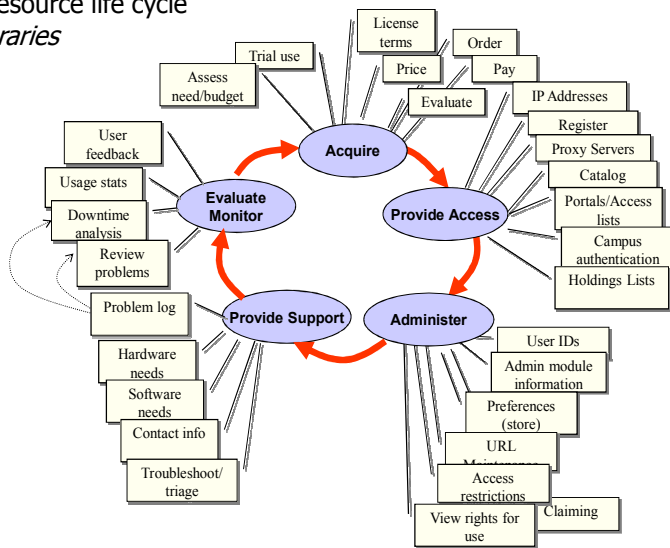 esource life cycle
raries
License
terms
Order
Trial use
Price
Pay
Assess
need/budget
Evaluate
IP Addresses
Register
Proxy Servers
Catalog
Portals/Access
lists
Campus
authentication
Holdings Lists
User
feedback
Usage stats
Downtime
analysis
Review
problems
Problem log
Acquire
Evaluate
Monitor
Provide Access
Provide Support
Administer
Hardware
needs
Software
needs
Contact info
Troubleshoot/
triage
User IDs
Admin module
information
Preferences
(store)
URL
Access
restrictions
Claiming
View rights for
use